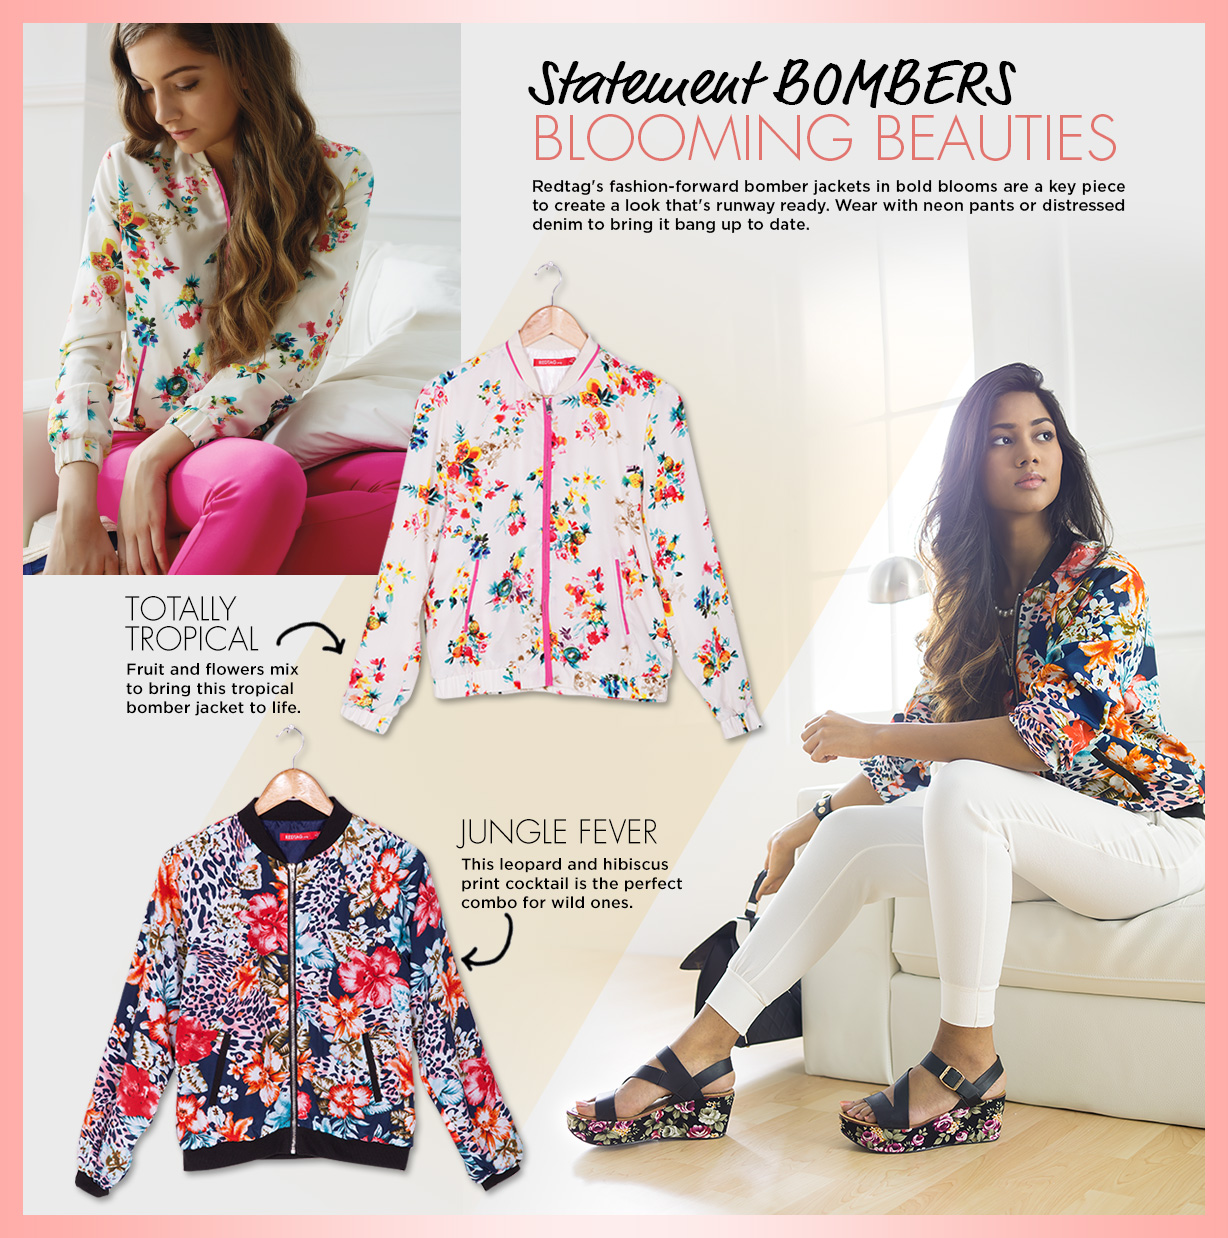 Statement BOMBERS
BLOOMING BEAUTIES
Redtag's fashion-forward bomber jackets in bold blooms are a key piece
to create a look that's runway ready. Wear with neon pants or distressed
denim to bring it bang up to date.
REDTAG
TOTALLY
TROPICAL
Fruit and flowers mix
to bring this tropical
bomber jacket to life.
JUNGLE FEVER
This leopard and hibiscus
print cocktail is the perfect
combo for wild ones.
REDTAG